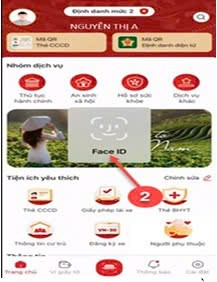 Định danh mức 2
NGUYỄN THỊ A
Mã QR
Thẻ CCCD
Mã QR
Định danh điện tử
Nhóm dịch vụ
Thủ tục
hành chính
An sinh
xã hội
Hồ sơ sức
khỏe
Dịch vụ
khác
Face ID
to
Nam
2
Tiện ích yêu thích
Chỉnh sửa
Thẻ CCCD
Giấy phép lái xe
Thẻ BHYT
Thông tin cư trú
Đăng ký xe
Người phụ thuộc
Trang chủ
Ví giấy tờ
Thông báo
Cài đặt